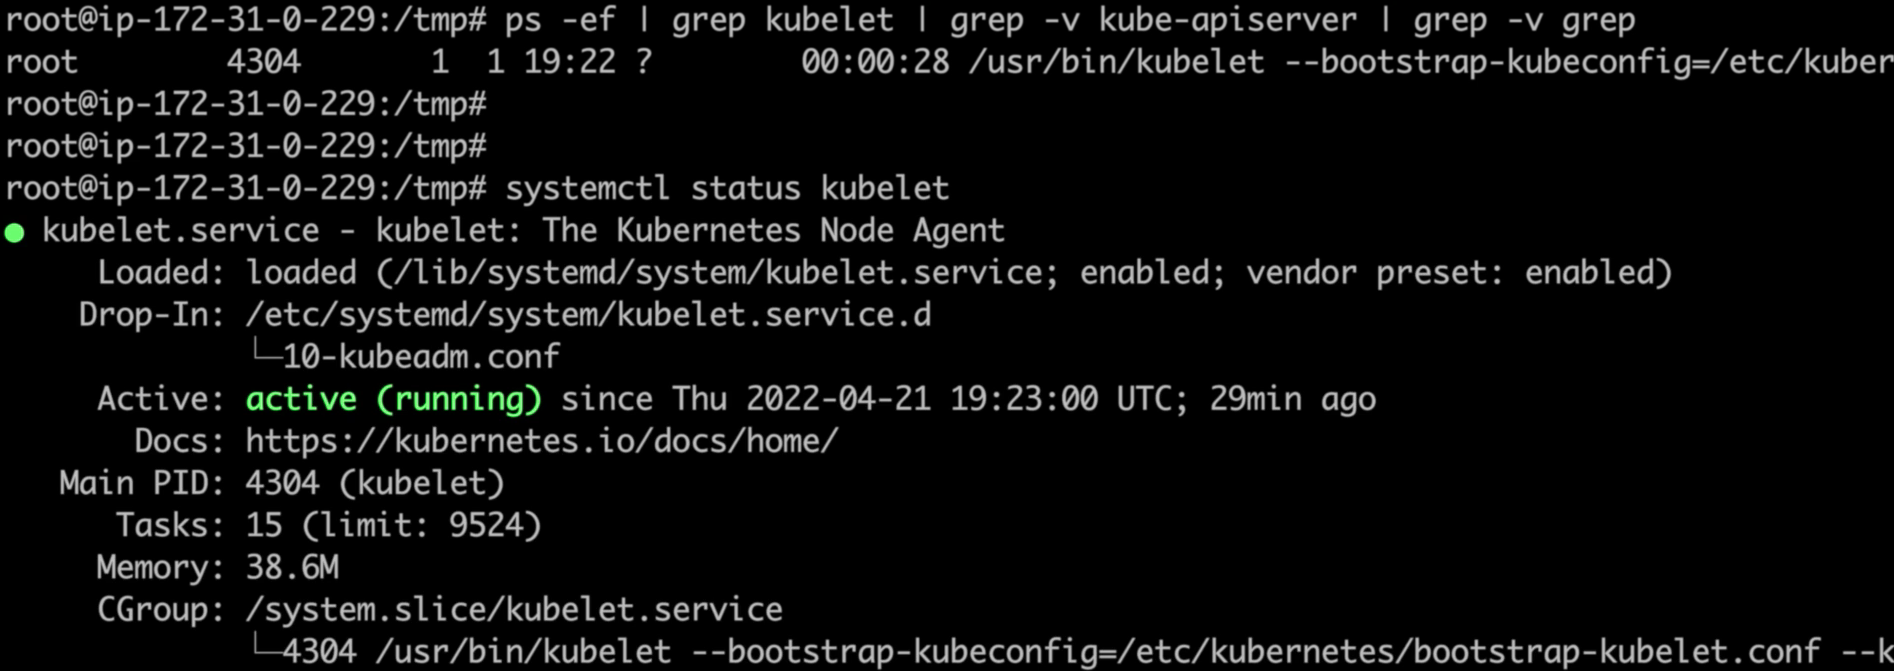 root@ip-172-31-0-229:/tmp# ps -ef | grep kubelet | grep -v kube-apiserver | grep -v grep
root        4304       1  1 19:22 ?        00:00:28 /usr/bin/kubelet --bootstrap-kubeconfig=/etc/kuber
root@ip-172-31-0-229:/tmp#
root@ip-172-31-0-229:/tmp#
root@ip-172-31-0-229:/tmp# systemctl status kubelet
● kubelet.service - kubelet: The Kubernetes Node Agent
     Loaded: loaded (/lib/systemd/system/kubelet.service; enabled; vendor preset: enabled)
    Drop-In: /etc/systemd/system/kubelet.service.d
             └─10-kubeadm.conf
     Active: active (running) since Thu 2022-04-21 19:23:00 UTC; 29min ago
       Docs: https://kubernetes.io/docs/home/
   Main PID: 4304 (kubelet)
      Tasks: 15 (limit: 9524)
     Memory: 38.6M
     CGroup: /system.slice/kubelet.service
             └─4304 /usr/bin/kubelet --bootstrap-kubeconfig=/etc/kubernetes/bootstrap-kubelet.conf --k